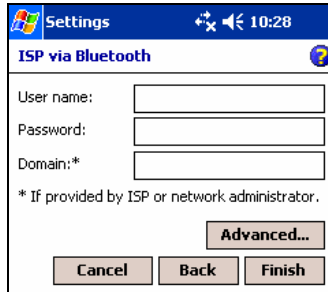 Settings 10:28
ISP via Bluetooth ?
User name:
Password:
Domain:*
* If provided by ISP or network administrator.
Advanced...
Cancel Back Finish